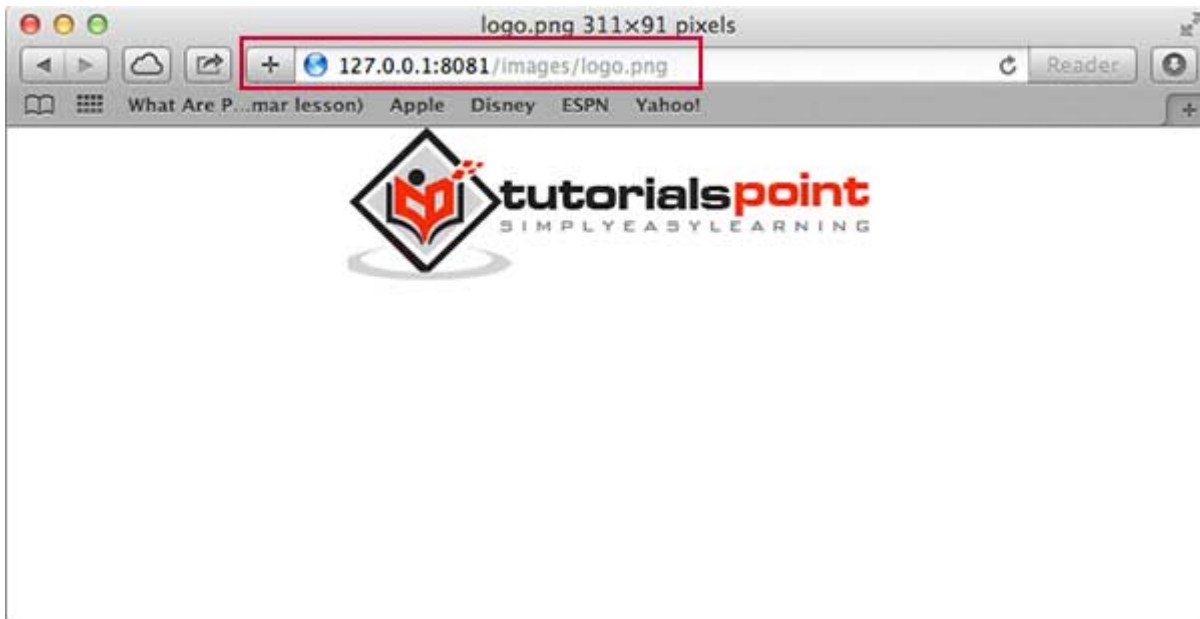 logo.png 311×91 pixels
127.0.0.1:8081/images/logo.png
Reader
What Are P...mar lesson) Apple Disney ESPN Yahoo!
tutorialspoint
SIMPLYEASYLEARNING